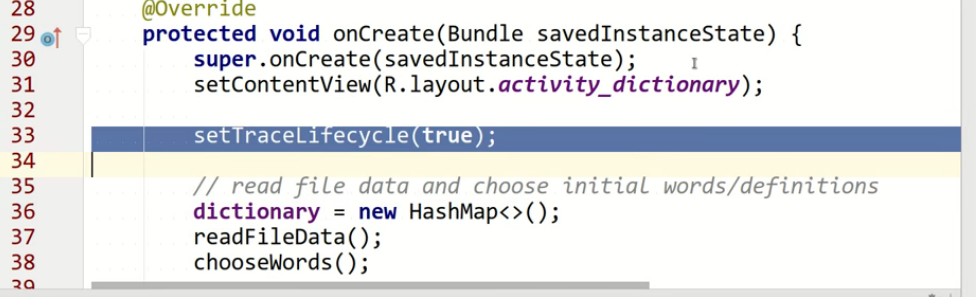 28 @Override
29 protected void onCreate(Bundle savedInstanceState) {
30 super.onCreate(savedInstanceState);
31 setContentView(R.layout.activity_dictionary);
32
33 setTraceLifecycle(true);
34
35 // read file data and choose initial words/definitions
36 dictionary = new HashMap<>();
37 readFileData();
38 chooseWords();
39